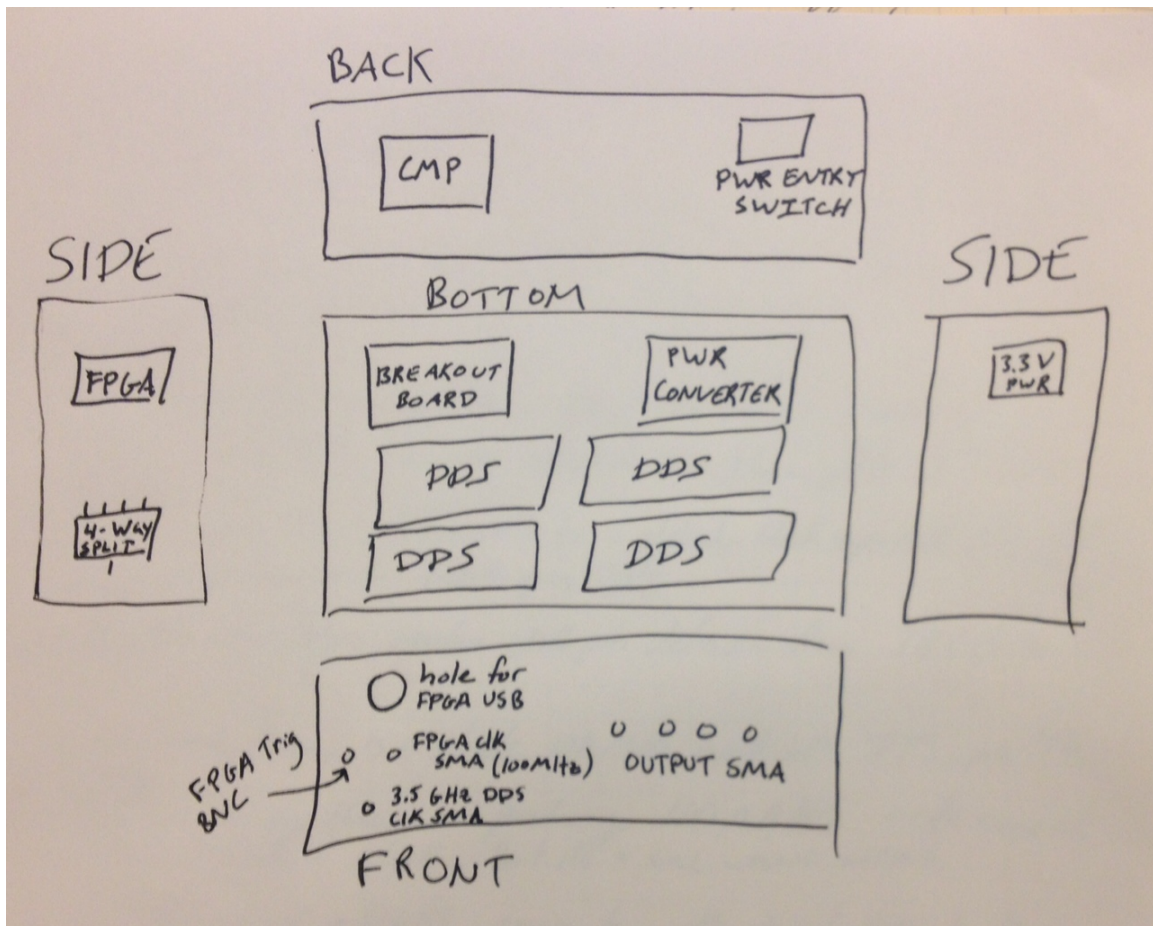 BACK
CMP
PWR ENTRY
SWITCH
SIDE
FPGA
4-WAY
SPLIT
BOTTOM
BREAKOUT
BOARD
PWR
CONVERTER
DDS
DDS
DDS
DDS
SIDE
3.3 V
PWR
hole for
FPGA USB
FPGA Trig
BNC
FPGA clk
SMA (100MHz)
3.5 GHz DDS
CLK SMA
OUTPUT SMA
FRONT